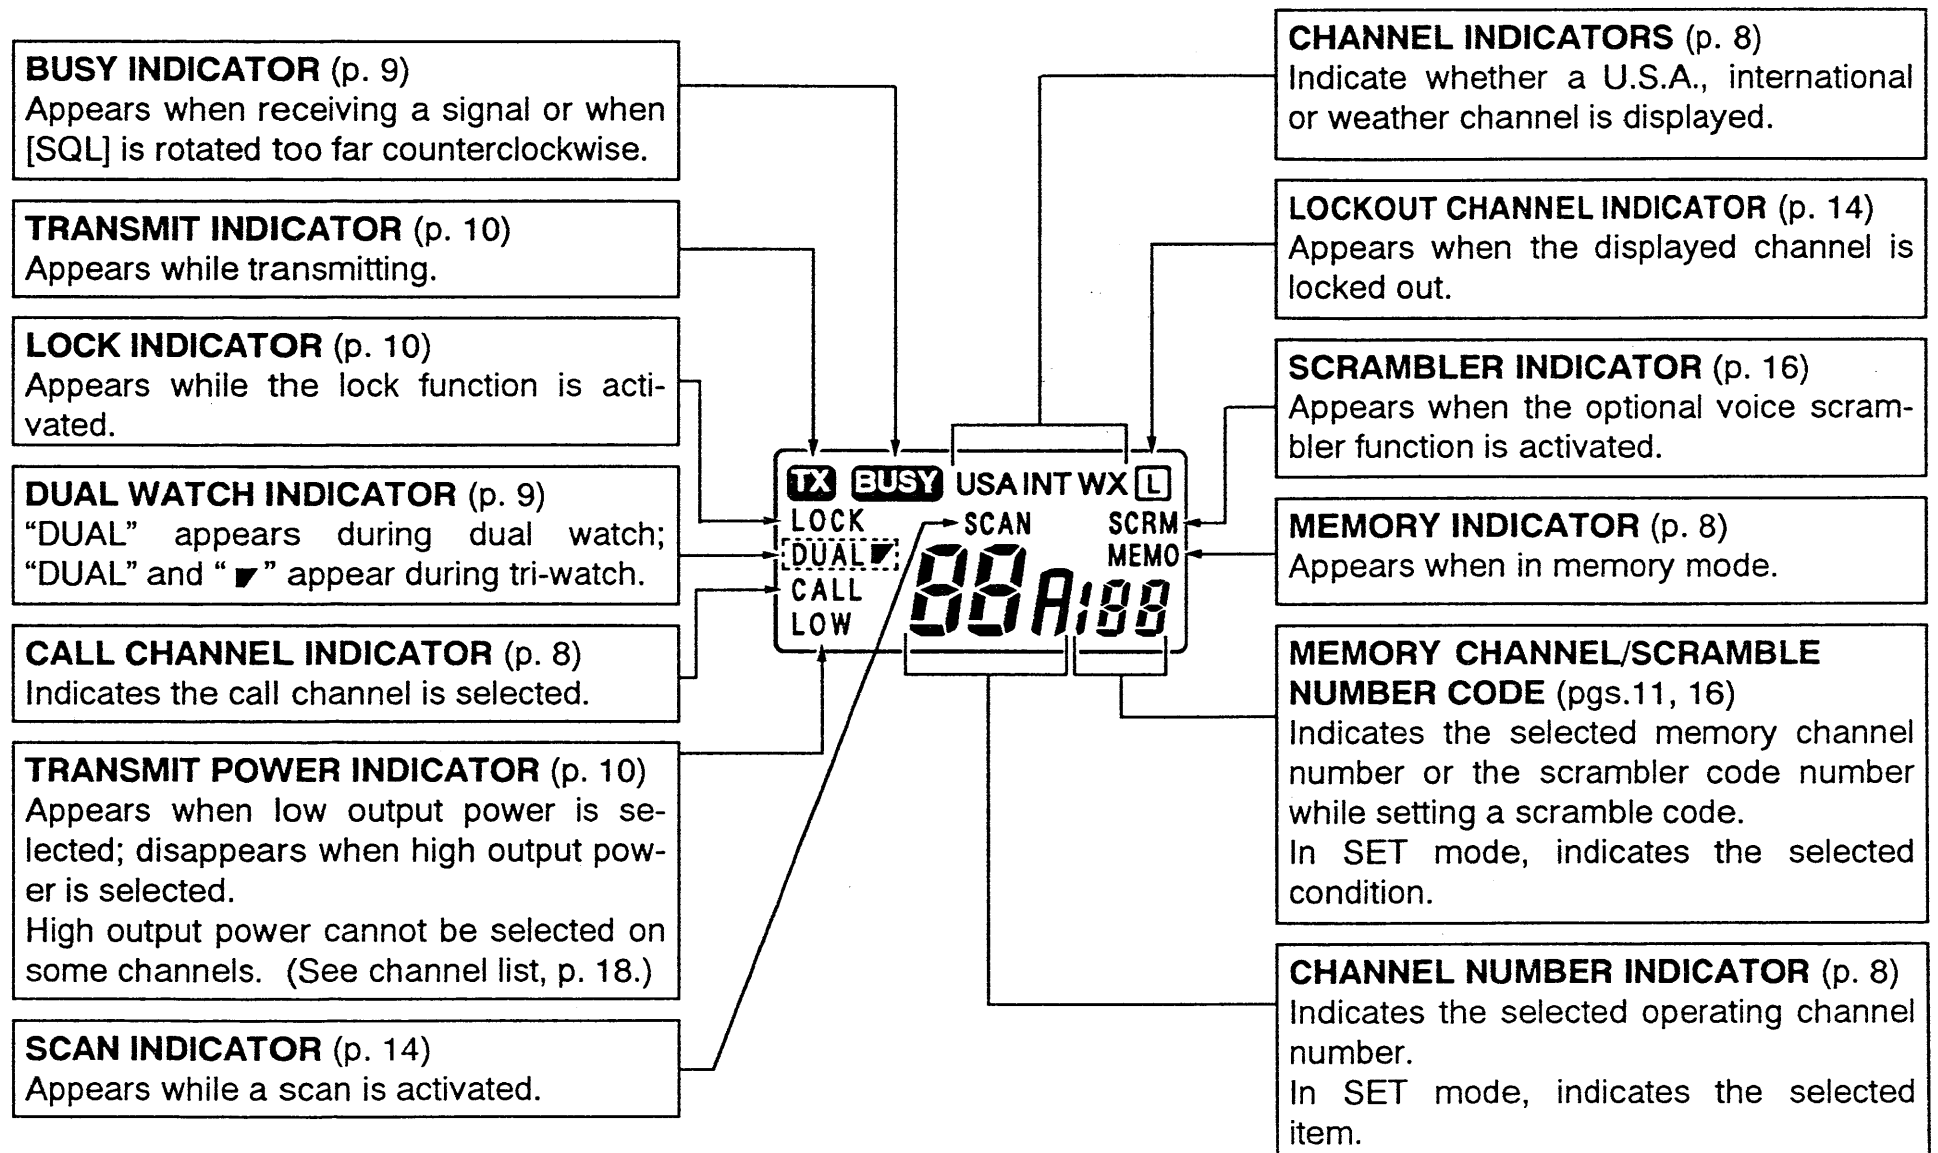 BUSY INDICATOR (p. 9)
Appears when receiving a signal or when
[SQL] is rotated too far counterclockwise.
TRANSMIT INDICATOR (p. 10)
Appears while transmitting.
LOCK INDICATOR (p. 10)
Appears while the lock function is acti-
vated.
DUAL WATCH INDICATOR (p. 9)
“DUAL” appears during dual watch;
“DUAL” and “ ” appear during tri-watch.
CALL CHANNEL INDICATOR (p. 8)
Indicates the call channel is selected.
TRANSMIT POWER INDICATOR (p. 10)
Appears when low output power is se-
lected; disappears when high output pow-
er is selected.
High output power cannot be selected on
some channels. (See channel list, p. 18.)
SCAN INDICATOR (p. 14)
Appears while a scan is activated.
TX BUSY USA INT WX L
LOCK SCAN SCRM
DUAL MEMO
CALL
LOW
88A188
CHANNEL INDICATORS (p. 8)
Indicate whether a U.S.A., international
or weather channel is displayed.
LOCKOUT CHANNEL INDICATOR (p. 14)
Appears when the displayed channel is
locked out.
SCRAMBLER INDICATOR (p. 16)
Appears when the optional voice scram-
bler function is activated.
MEMORY INDICATOR (p. 8)
Appears when in memory mode.
MEMORY CHANNEL/SCRAMBLE
NUMBER CODE (pgs.11, 16)
Indicates the selected memory channel
number or the scrambler code number
while setting a scramble code.
In SET mode, indicates the selected
condition.
CHANNEL NUMBER INDICATOR (p. 8)
Indicates the selected operating channel
number.
In SET mode, indicates the selected
item.